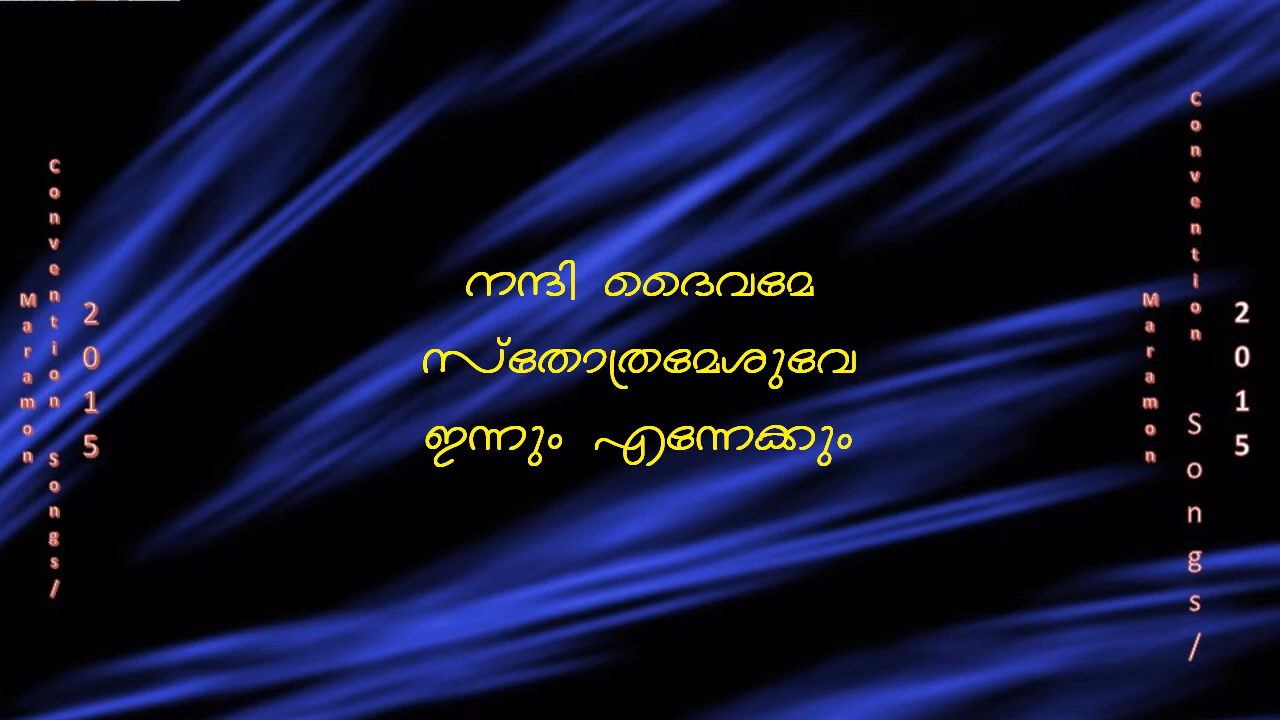 Maramon
Convention Songs/
2015
നന്ദി ദൈവമേ
സ്തോത്രമേശുവേ
ഇന്നും എന്നേക്കും
Maramon
Convention Songs/
2015